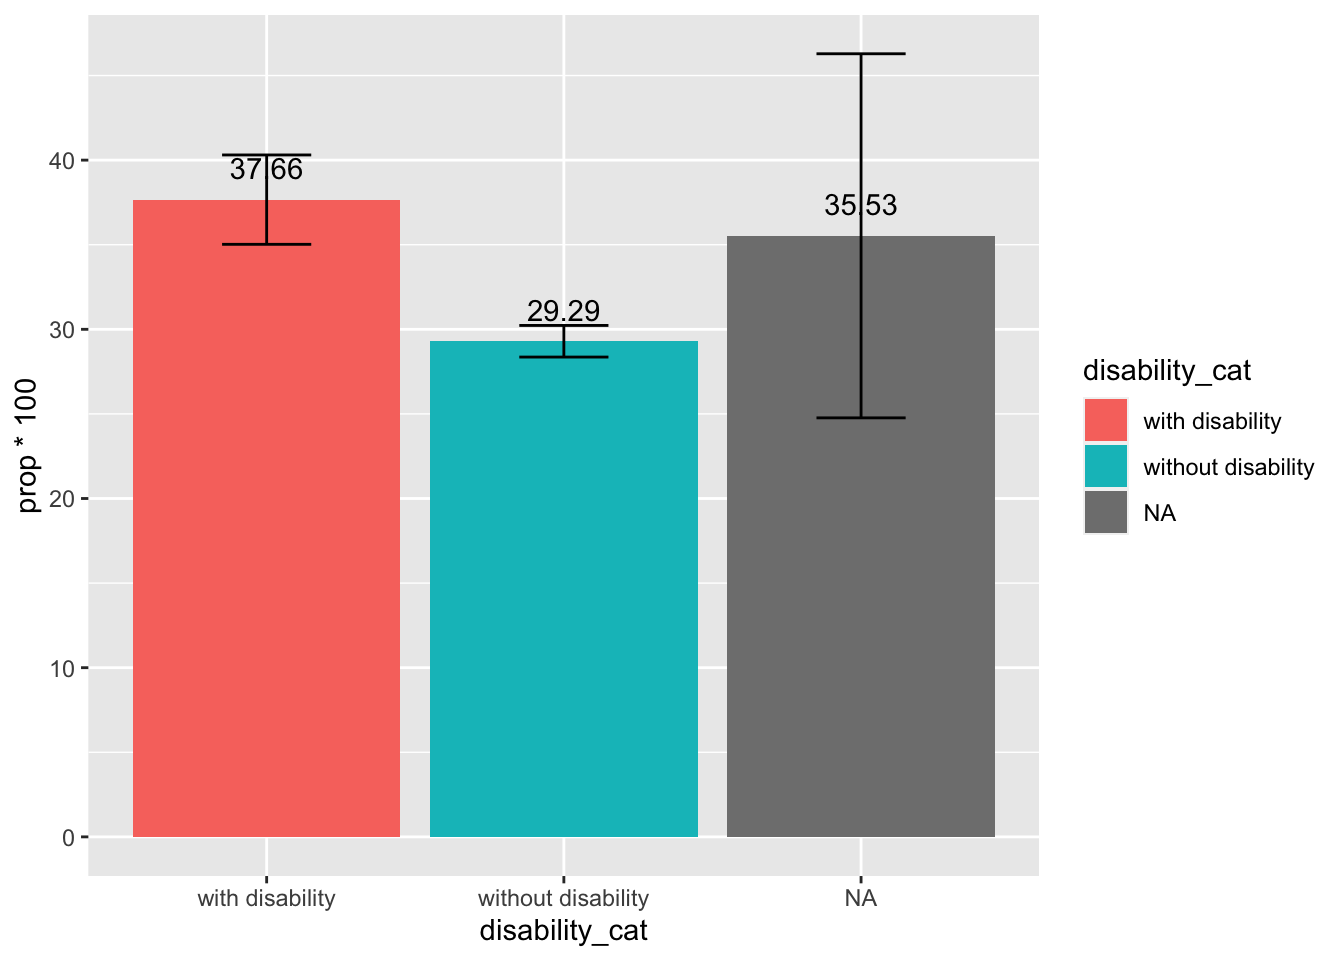 prop * 100
40
30
20
10
0
37.66
29.29
35.53
with disability
without disability
NA
disability_cat
disability_cat
with disability
without disability
NA